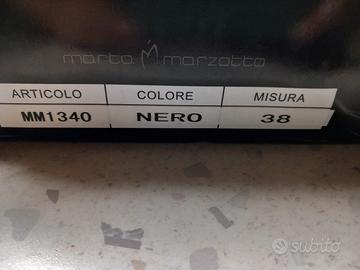 marta M marzotto
ARTICOLO COLORE MISURA
MM1340 NERO 38
subito